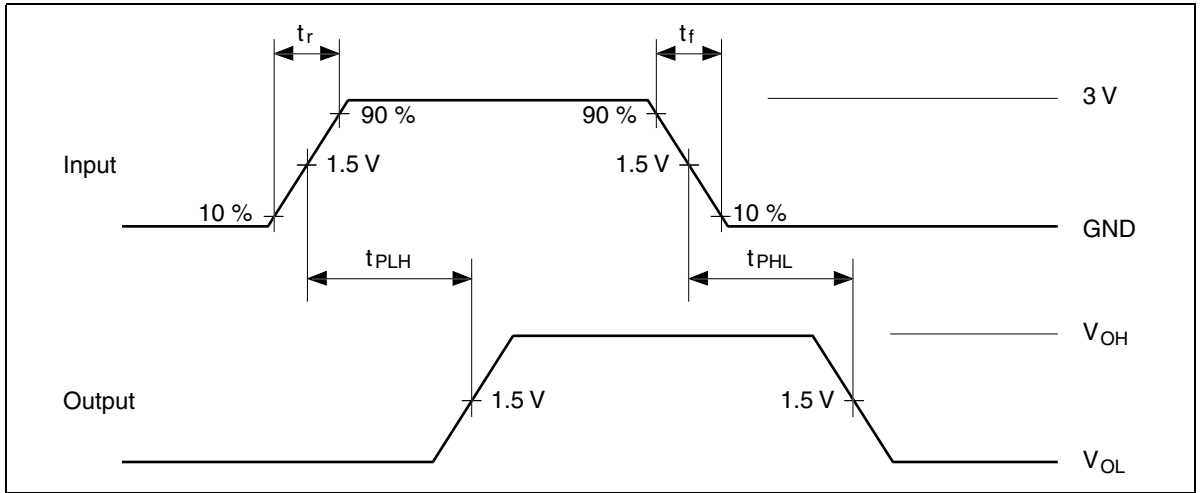 tr
tf
3 V
90 %
90 %
Input
1.5 V
1.5 V
10 %
10 %
GND
tPLH
tPHL
VOH
Output
1.5 V
1.5 V
VOL